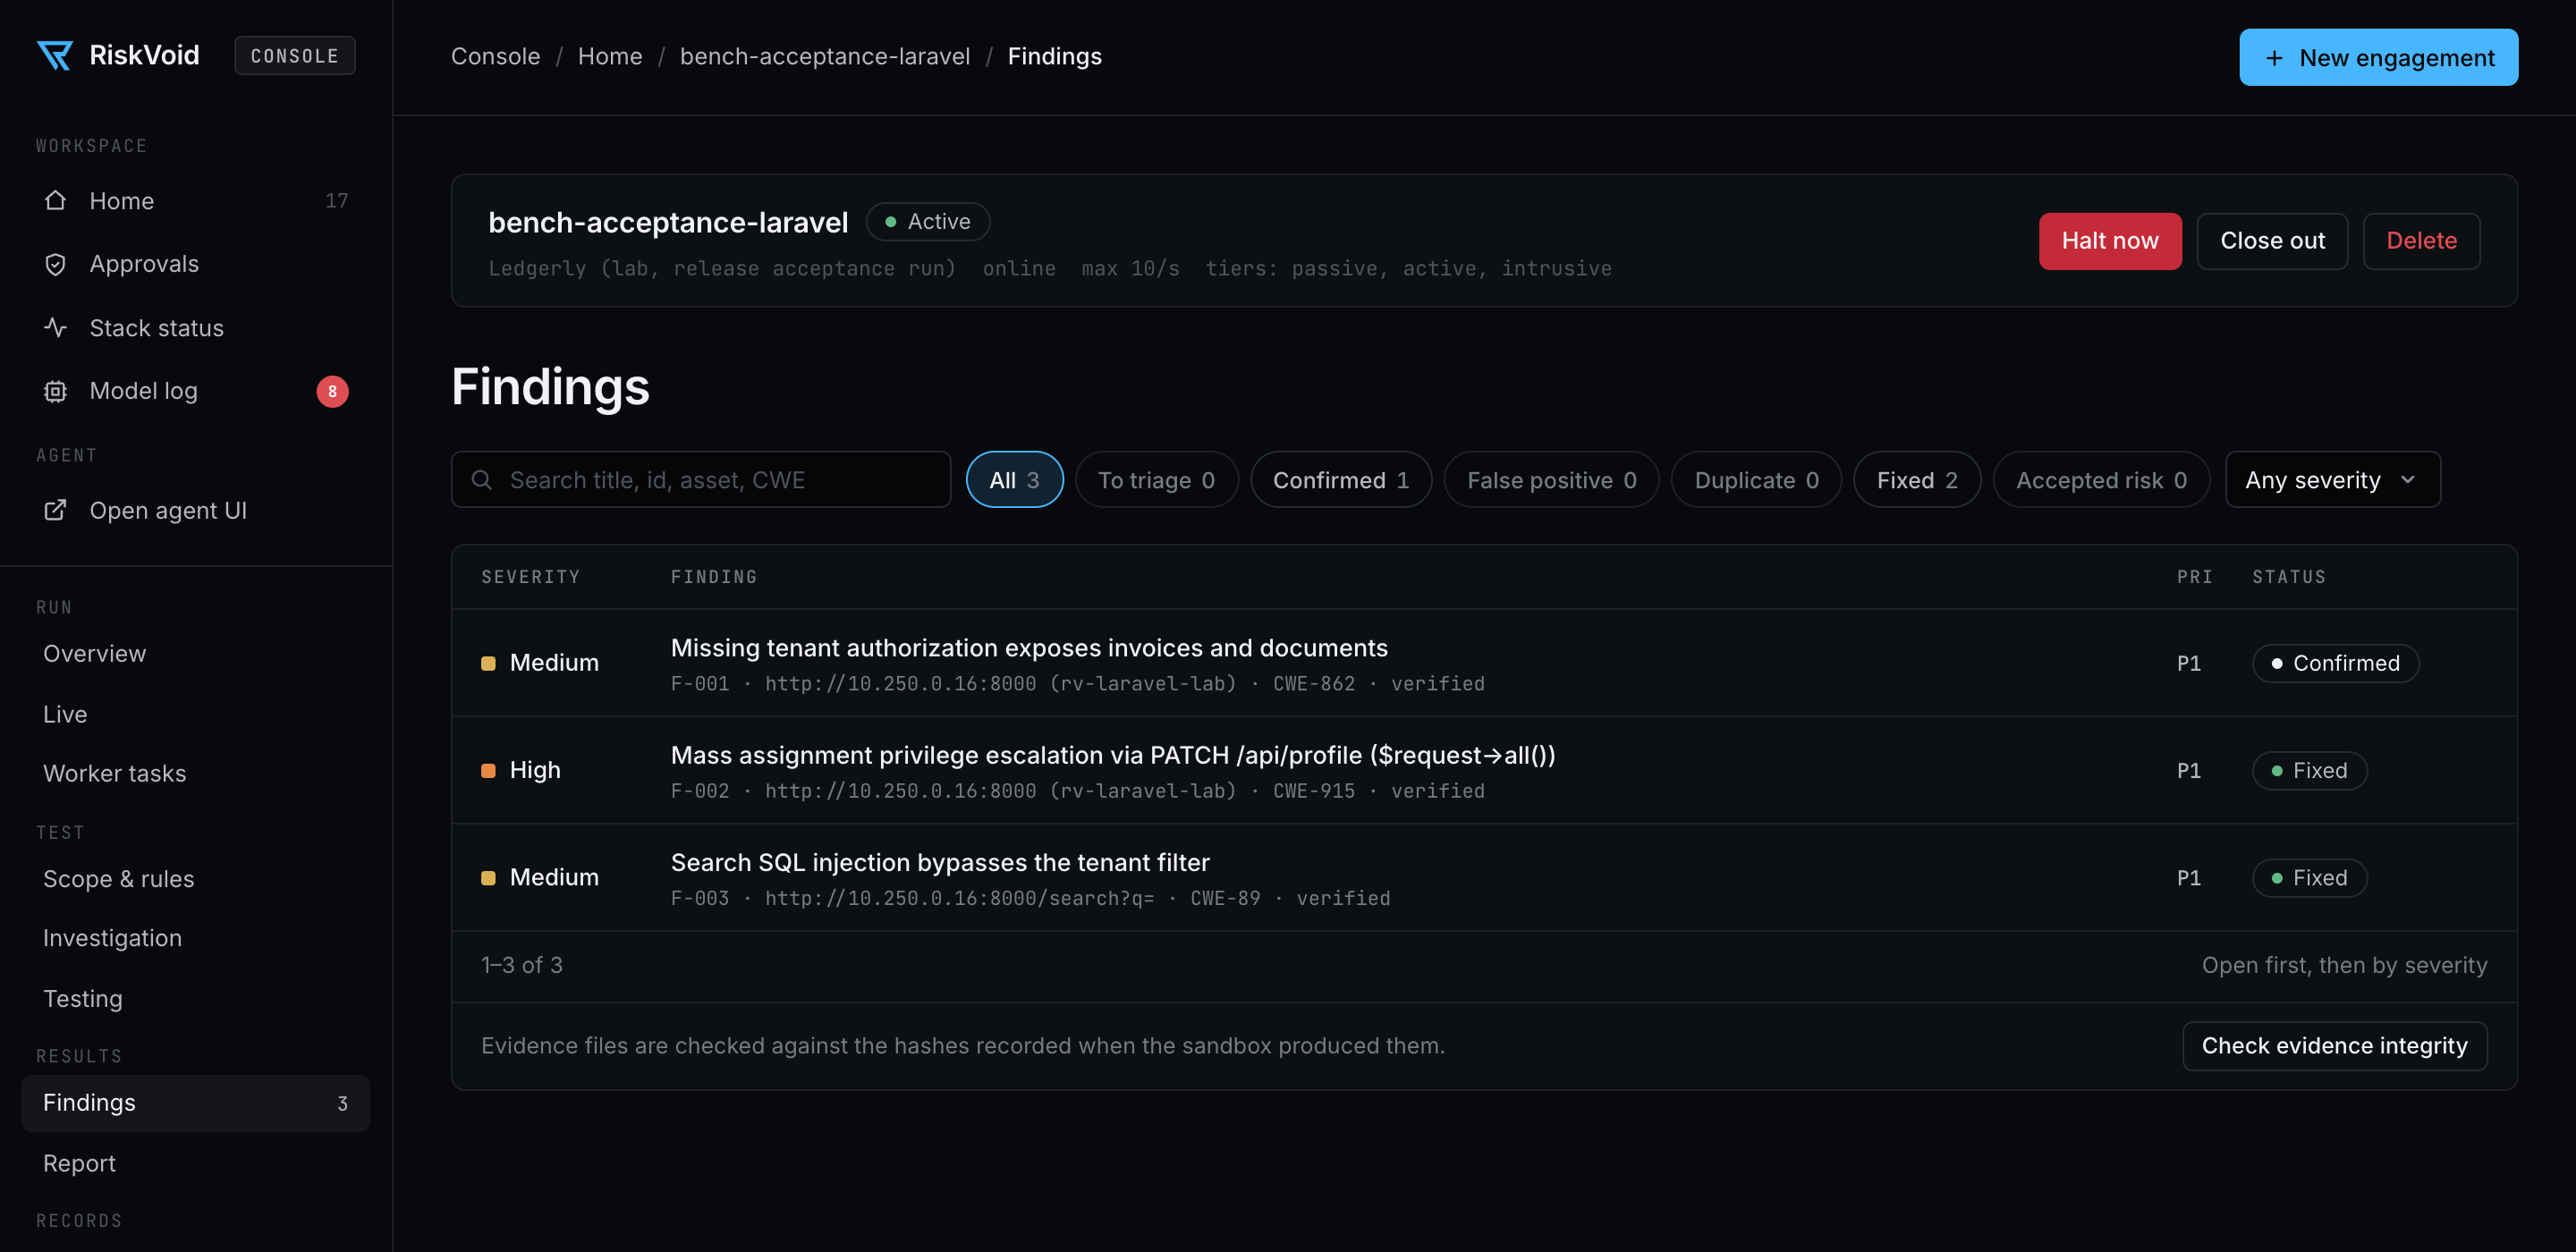 RiskVoid CONSOLE
WORKSPACE
Home 17
Approvals
Stack status
Model log 8
AGENT
Open agent UI
RUN
Overview
Live
Worker tasks
TEST
Scope & rules
Investigation
Testing
RESULTS
Findings 3
Report
RECORDS
Console / Home / bench-acceptance-laravel / Findings
+ New engagement
bench-acceptance-laravel Active
Ledgerly (lab, release acceptance run) online max 10/s tiers: passive, active, intrusive
Halt now Close out Delete
Findings
Search title, id, asset, CWE All 3 To triage 0 Confirmed 1 False positive 0 Duplicate 0 Fixed 2 Accepted risk 0 Any severity
SEVERITY FINDING PRI STATUS
Missing tenant authorization exposes invoices and documents
Medium P1 Confirmed
F-001 · http://10.250.0.16:8000 (rv-laravel-lab) · CWE-862 · verified
Mass assignment privilege escalation via PATCH /api/profile ($request→all())
High P1 Fixed
F-002 · http://10.250.0.16:8000 (rv-laravel-lab) · CWE-915 · verified
Search SQL injection bypasses the tenant filter
Medium P1 Fixed
F-003 · http://10.250.0.16:8000/search?q= · CWE-89 · verified
1–3 of 3 Open first, then by severity
Evidence files are checked against the hashes recorded when the sandbox produced them. Check evidence integrity